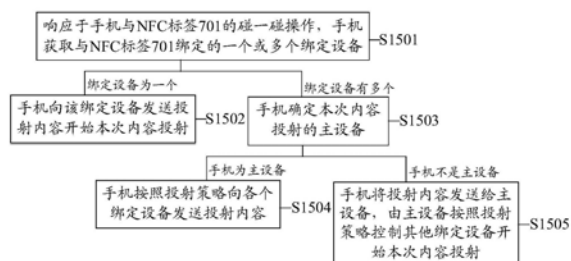 响应于手机与NFC标签701的碰一碰操作，手机
获取与NFC标签701绑定的一个或多个绑定设备
S1501
绑定设备为一个
绑定设备有多个
手机向该绑定设备发送投
射内容开始本次内容投射
S1502
手机确定本次内容
投射的主设备
S1503
手机为主设备
手机不是主设备
手机按照投射策略向各个
绑定设备发送投射内容
S1504
手机将投射内容发送给主
设备，由主设备按照投射
策略控制其他绑定设备开
始本次内容投射
S1505